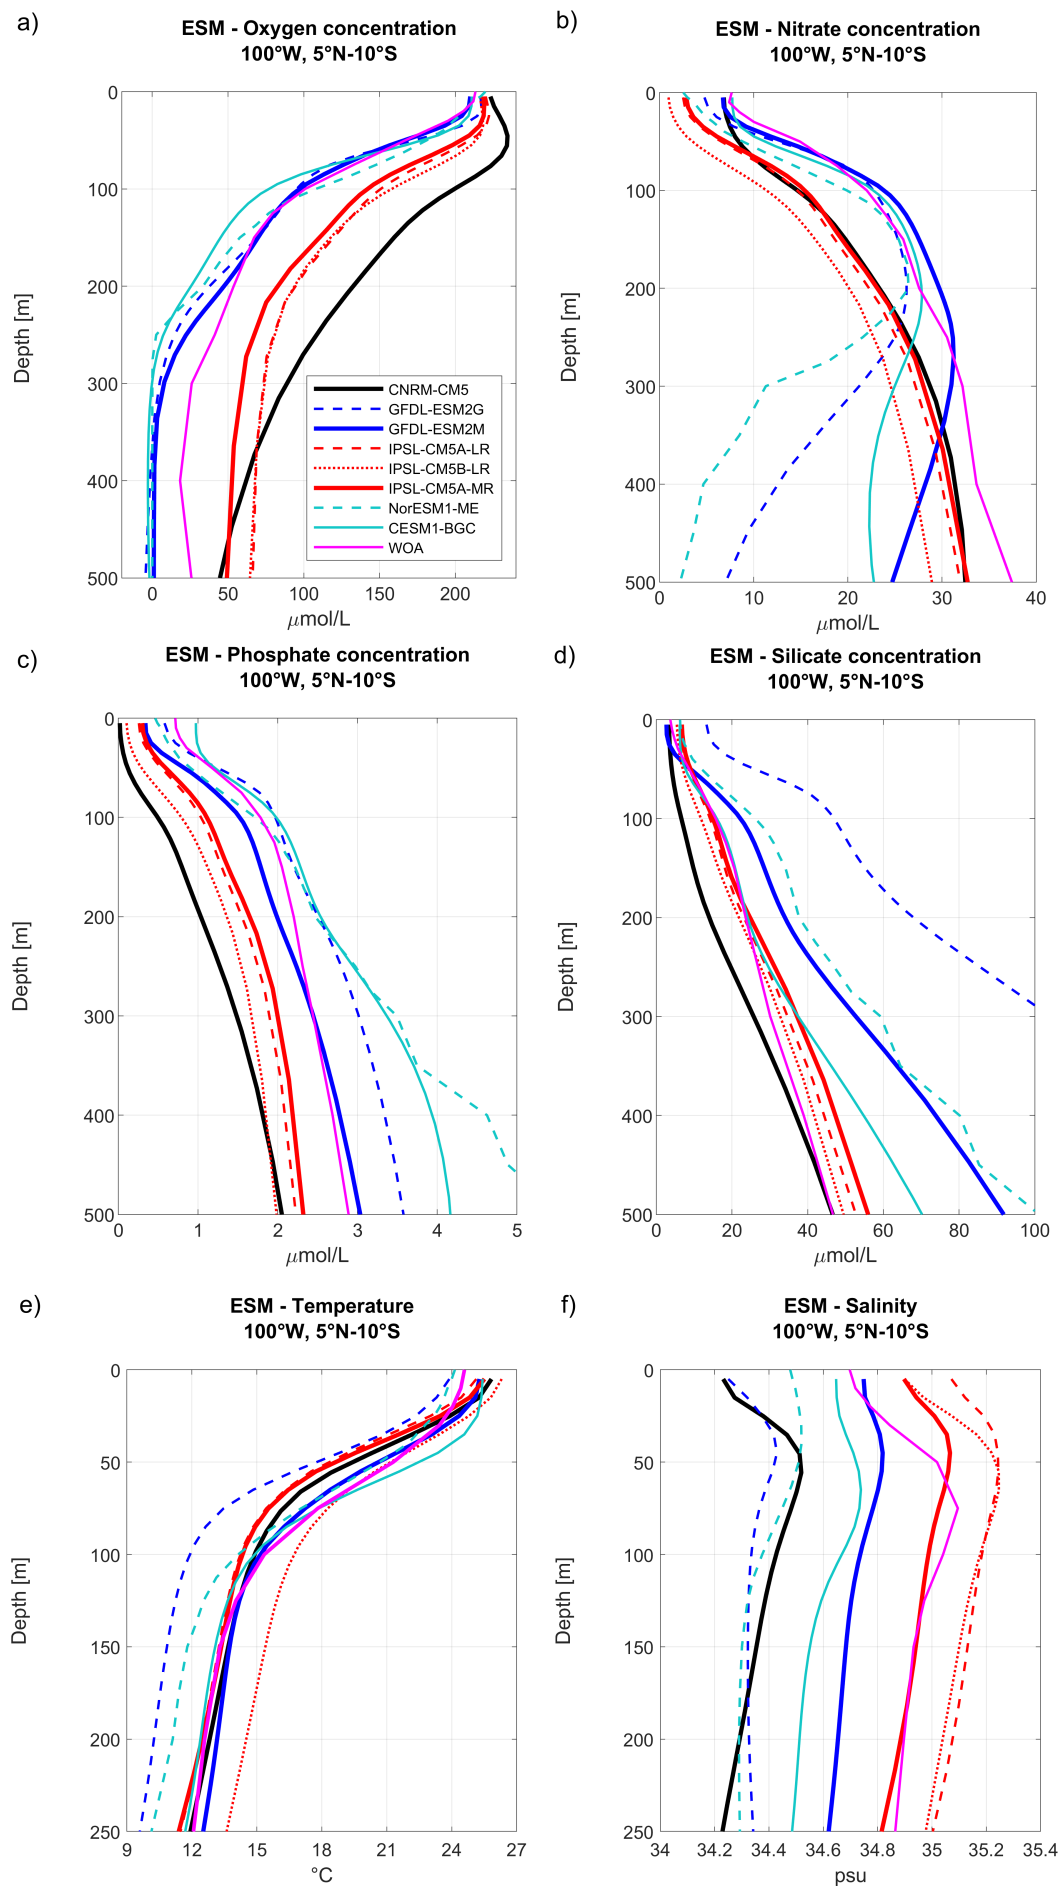 a)
ESM - Oxygen concentration
100°W, 5°N-10°S
0
100
200
300
400
500
Depth [m]
0 50 100 150 200
μmol/L
CNRM-CM5
GFDL-ESM2G
GFDL-ESM2M
IPSL-CM5A-LR
IPSL-CM5B-LR
IPSL-CM5A-MR
NorESM1-ME
CESM1-BGC
WOA
b)
ESM - Nitrate concentration
100°W, 5°N-10°S
0
100
200
300
400
500
Depth [m]
0 10 20 30 40
μmol/L
c)
ESM - Phosphate concentration
100°W, 5°N-10°S
0
100
200
300
400
500
Depth [m]
0 1 2 3 4 5
μmol/L
d)
ESM - Silicate concentration
100°W, 5°N-10°S
0
100
200
300
400
500
Depth [m]
0 20 40 60 80 100
μmol/L
e)
ESM - Temperature
100°W, 5°N-10°S
0
50
100
150
200
250
Depth [m]
9 12 15 18 21 24 27
°C
f)
ESM - Salinity
100°W, 5°N-10°S
0
50
100
150
200
250
Depth [m]
34 34.2 34.4 34.6 34.8 35 35.2 35.4
psu